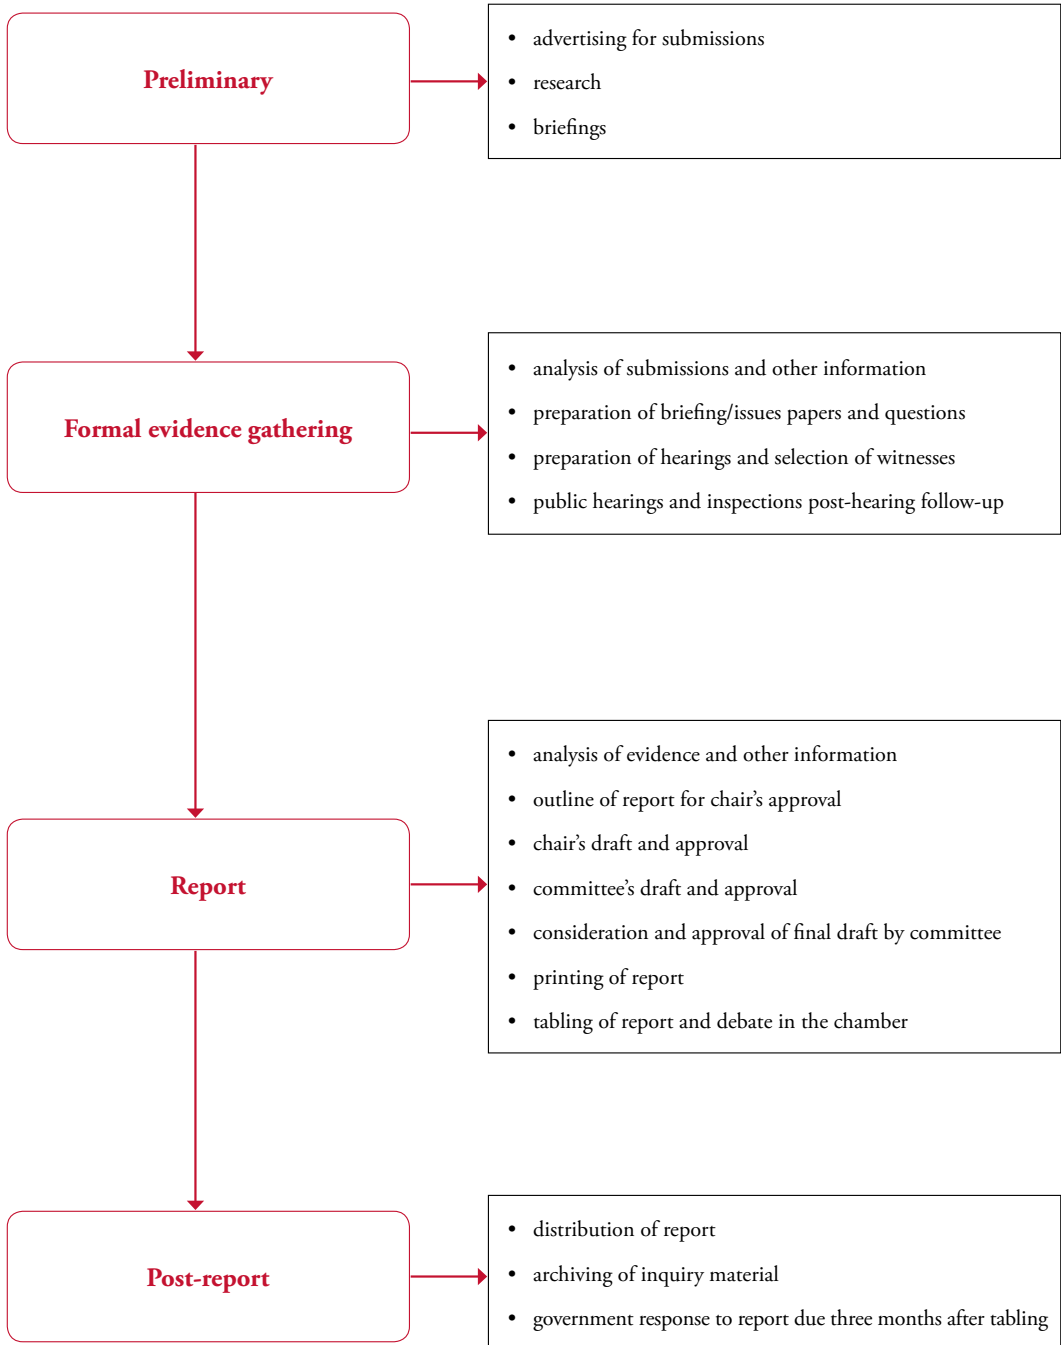 Preliminary
• advertising for submissions
• research
• briefings
Formal evidence gathering
• analysis of submissions and other information
• preparation of briefing/issues papers and questions
• preparation of hearings and selection of witnesses
• public hearings and inspections post-hearing follow-up
Report
• analysis of evidence and other information
• outline of report for chair’s approval
• chair’s draft and approval
• committee’s draft and approval
• consideration and approval of final draft by committee
• printing of report
• tabling of report and debate in the chamber
Post-report
• distribution of report
• archiving of inquiry material
• government response to report due three months after tabling